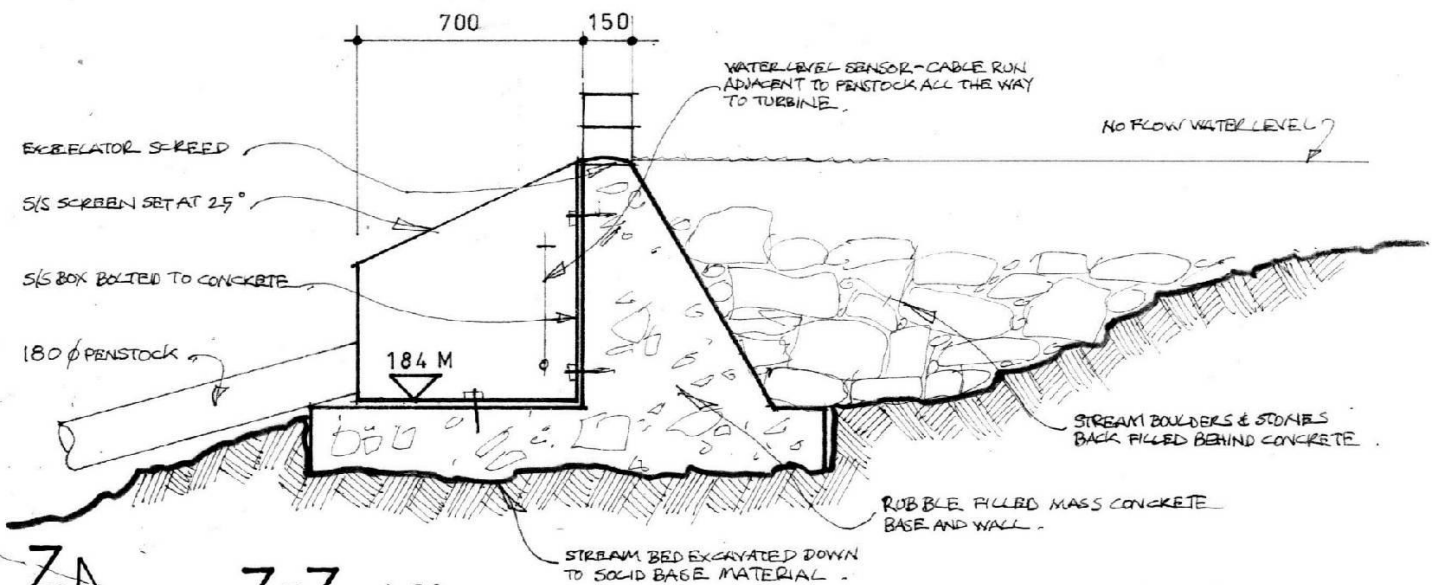 700
150
WATER LEVEL SENSOR - CABLE RUN
ADJACENT TO PENSTOCK ALL THE WAY
TO TURBINE.
NO FLOW WATER LEVEL
EXCELATOR SCREED
S/S SCREEN SET AT 25°
S/S BOX BOLTED TO CONCRETE
180 ϕ PENSTOCK
184 M
STREAM BOULDERS & STONES
BACK FILLED BEHIND CONCRETE.
RUBBLE FILLED MASS CONCRETE
BASE AND WALL.
STREAM BED EXCAVATED DOWN
TO SOLID BASE MATERIAL.